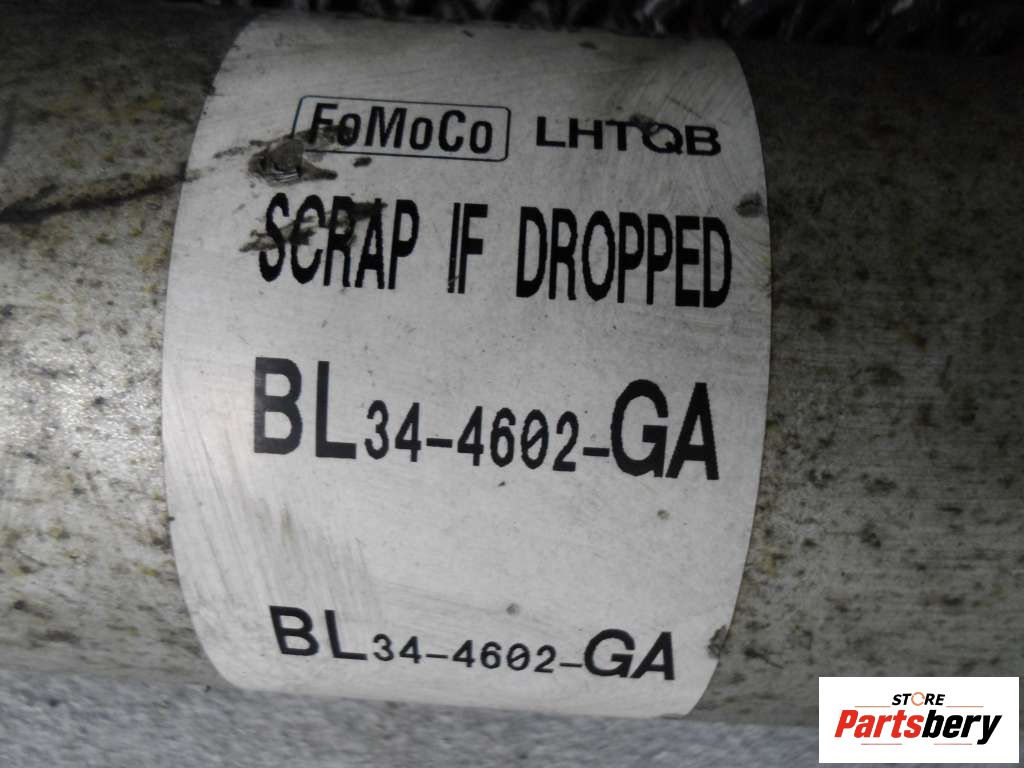 FoMoCo LHTQB
SCRAP IF DROPPED
BL34-4602-GA
BL34-4602-GA
STORE
Partsbery